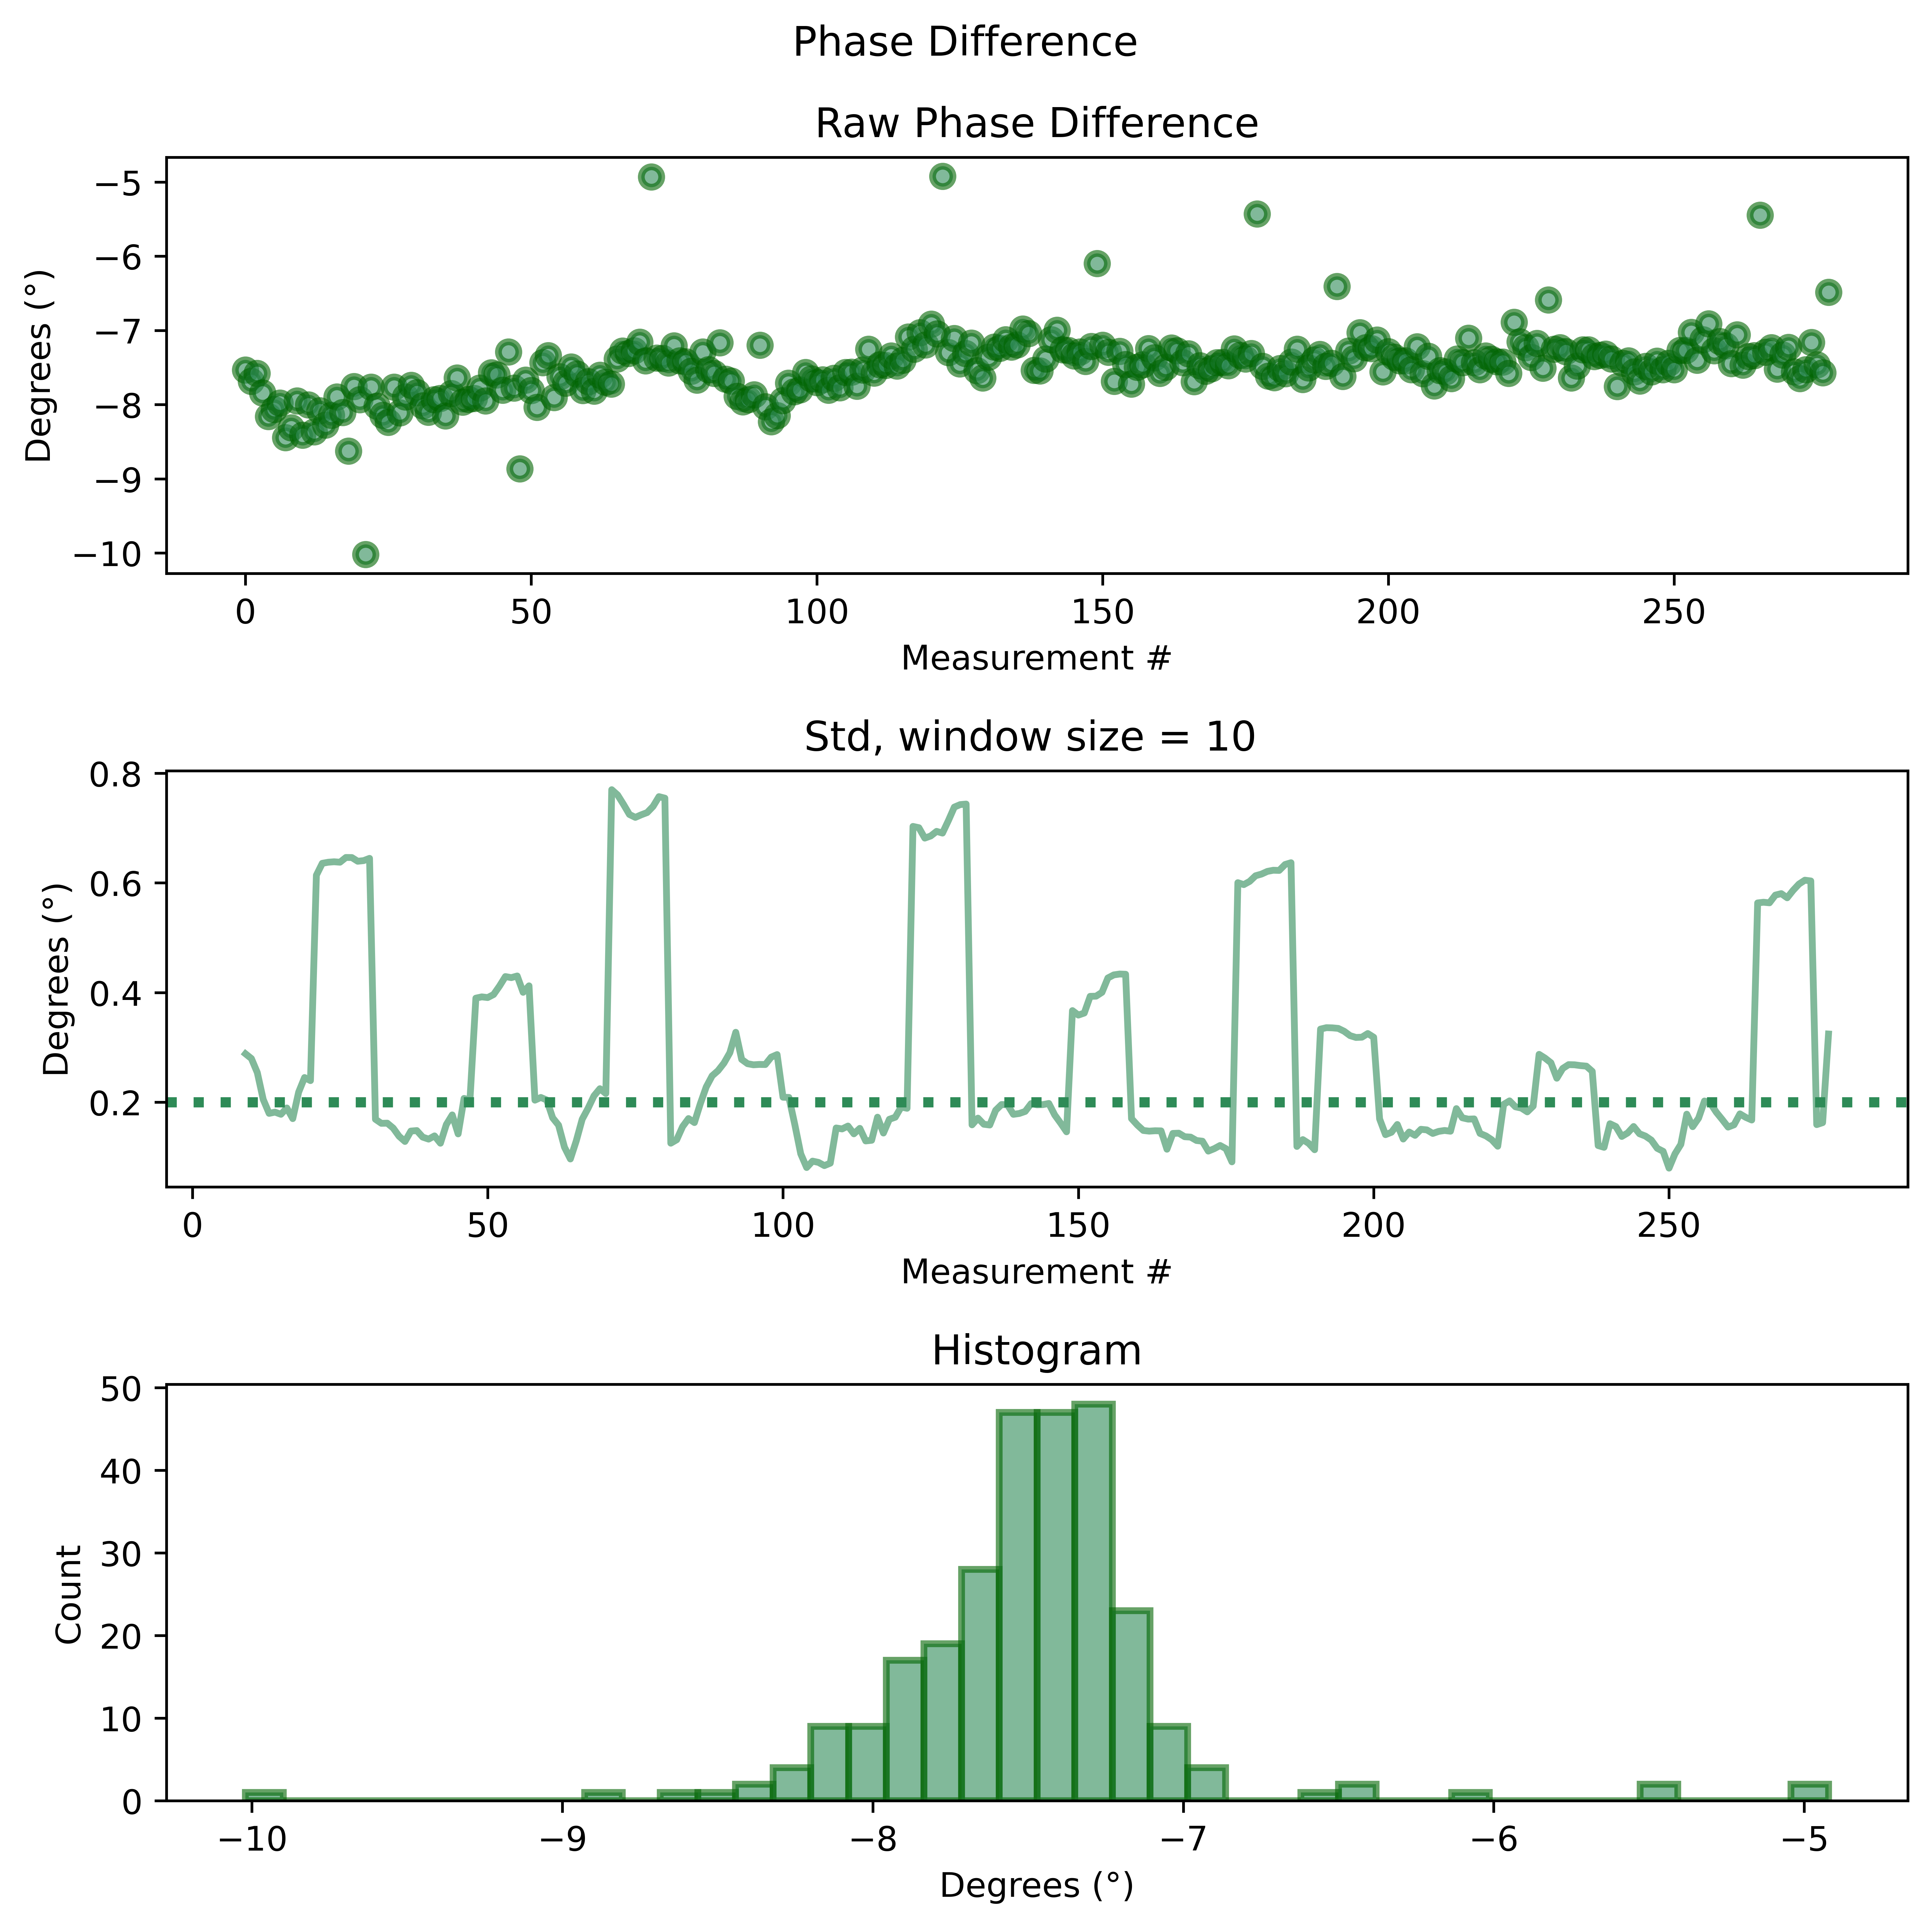 Phase Difference
Raw Phase Difference
−5
−6
−7
−8
−9
−10
Degrees (°)
0 50 100 150 200 250
Measurement #
Std, window size = 10
0.8
0.6
0.4
0.2
Degrees (°)
0 50 100 150 200 250
Measurement #
Histogram
50
40
30
20
10
0
Count
−10 −9 −8 −7 −6 −5
Degrees (°)